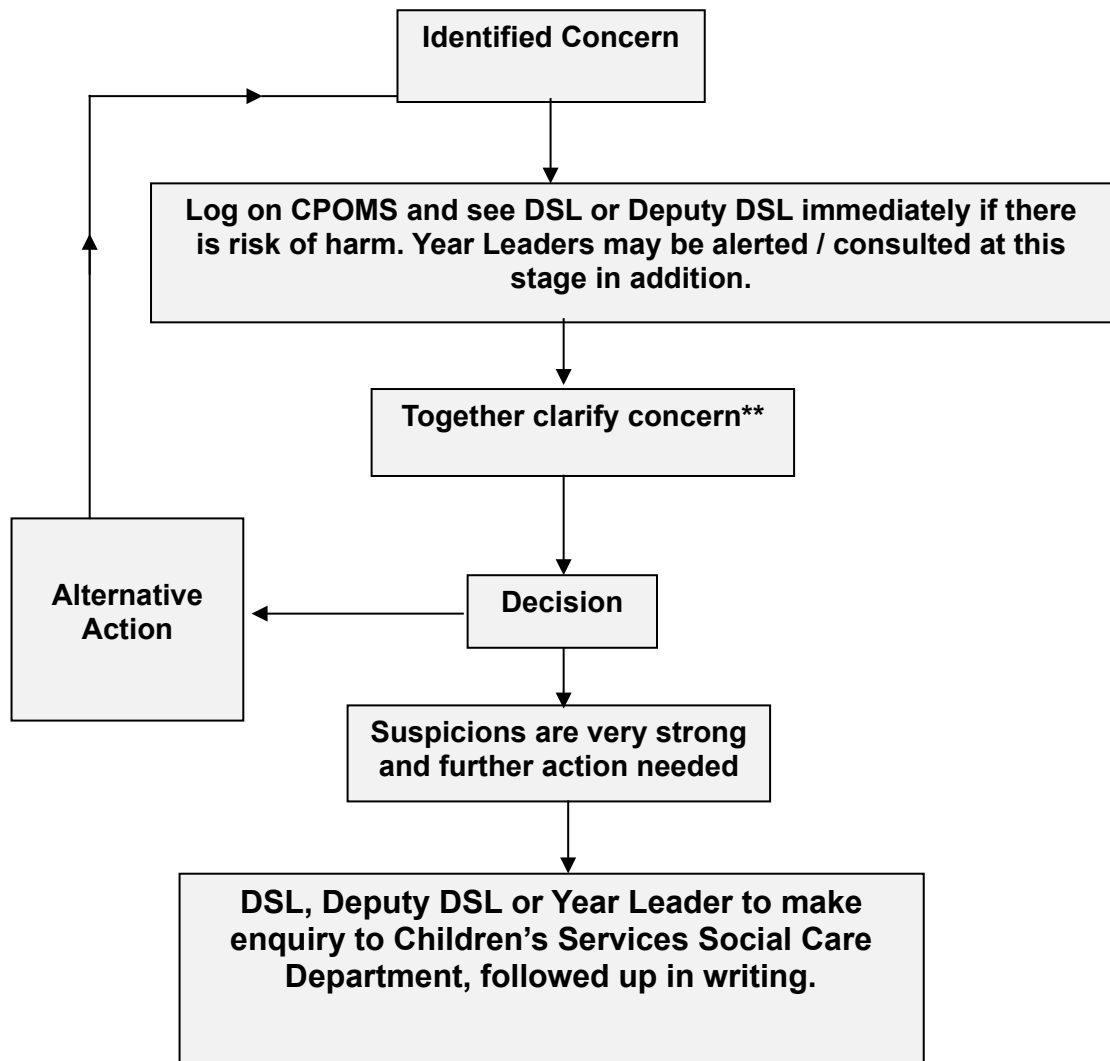 Identified Concern
Log on CPOMS and see DSL or Deputy DSL immediately if there
is risk of harm. Year Leaders may be alerted / consulted at this
stage in addition.
Together clarify concern**
Alternative
Action
Decision
Suspicions are very strong
and further action needed
DSL, Deputy DSL or Year Leader to make
enquiry to Children’s Services Social Care
Department, followed up in writing.